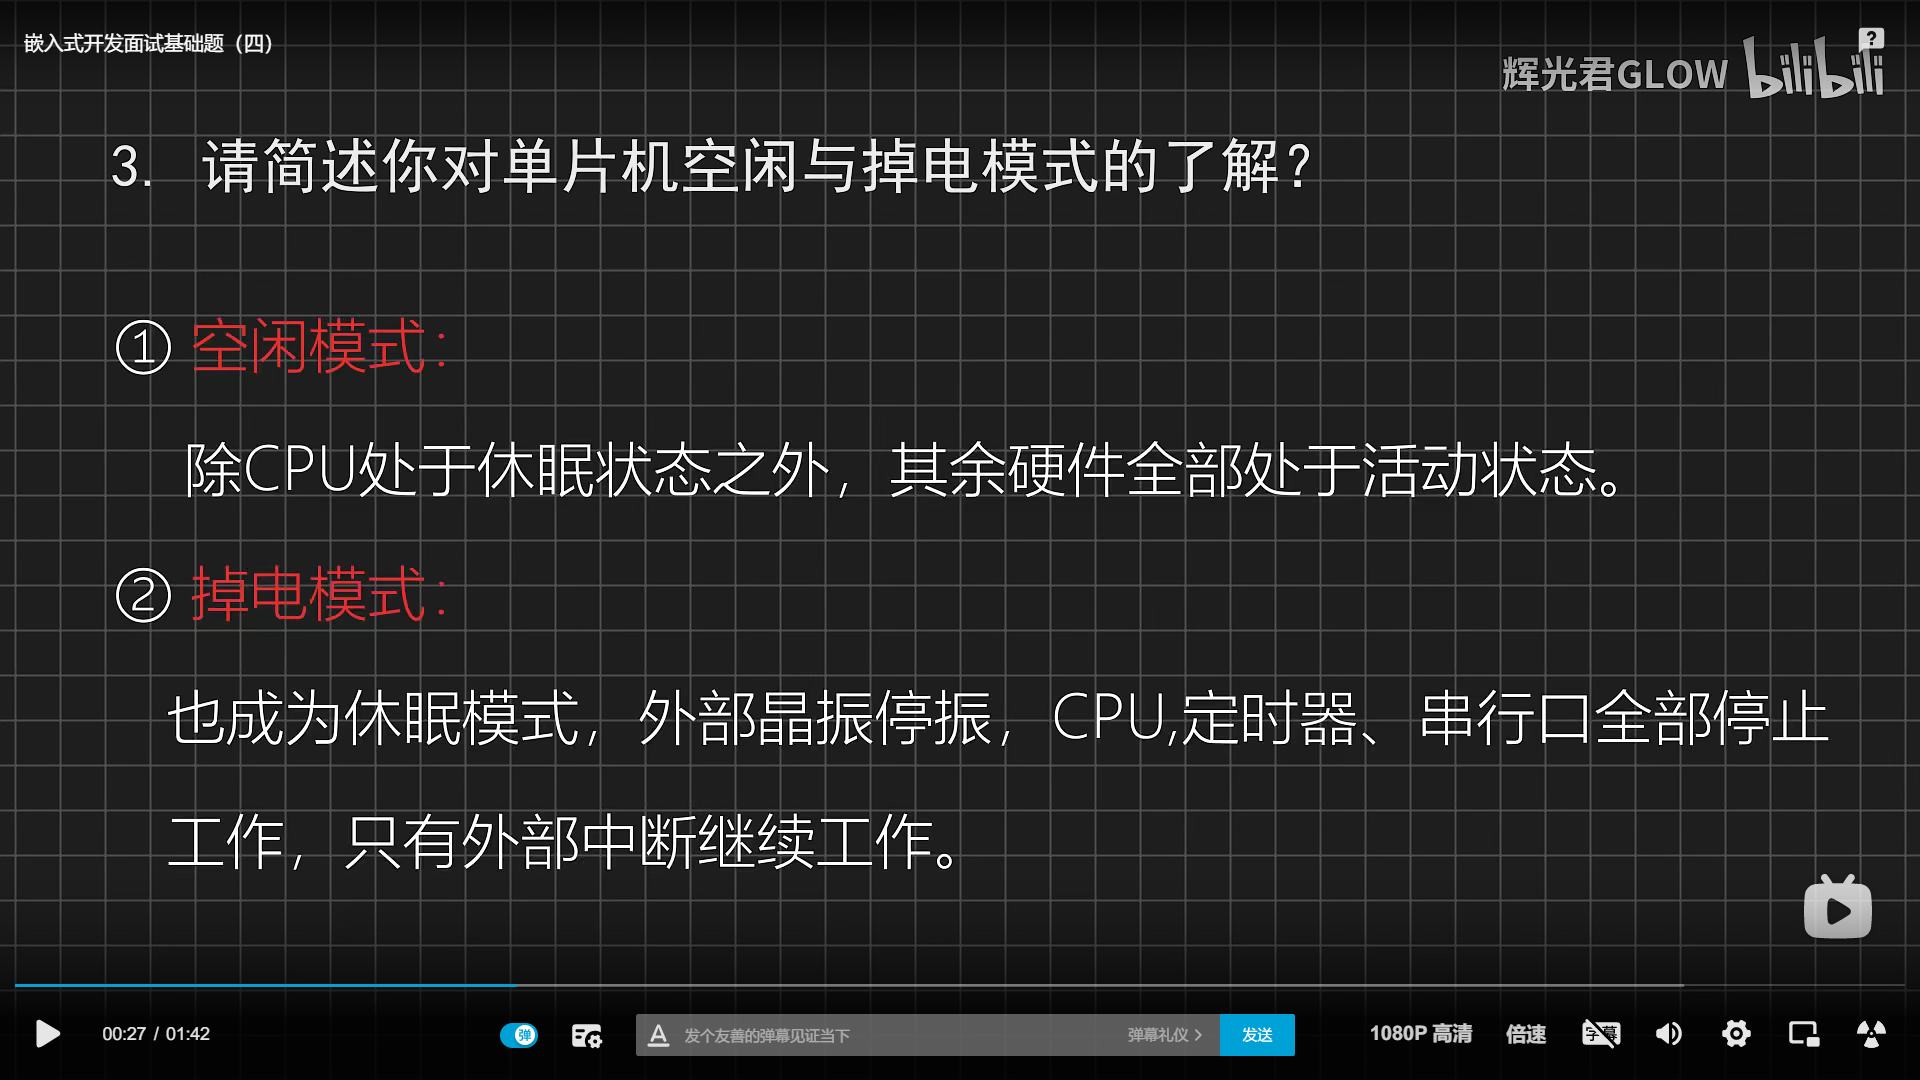 嵌入式开发面试基础题（四）
辉光君GLOW bilibili
?
3. 请简述你对单片机空闲与掉电模式的了解?
① 空闲模式：
除CPU处于休眠状态之外，其余硬件全部处于活动状态。
② 掉电模式：
也成为休眠模式，外部晶振停振，CPU,定时器、串行口全部停止
工作，只有外部中断继续工作。
00:27 / 01:42
弹
A 发个友善的弹幕见证当下 弹幕礼仪 >
发送
1080P 高清
倍速
字幕